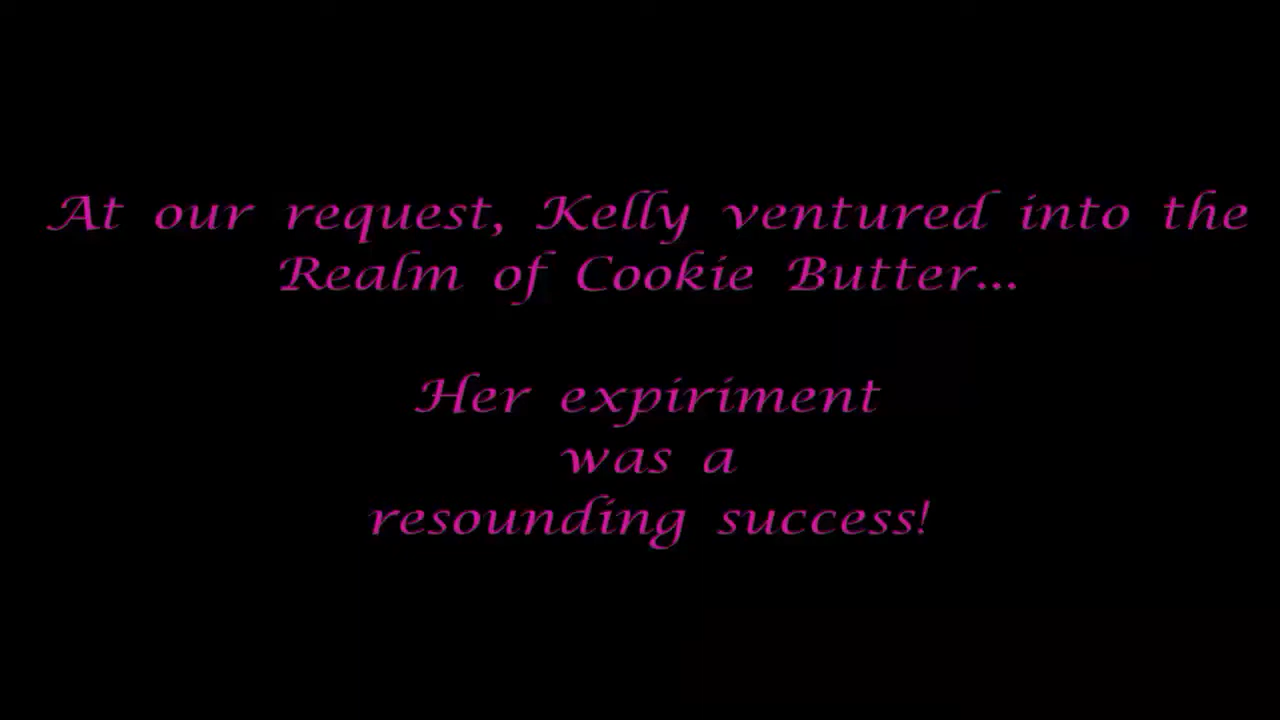 At our request, Kelly ventured into the
Realm of Cookie Butter...
Her expiriment
was a
resounding success!